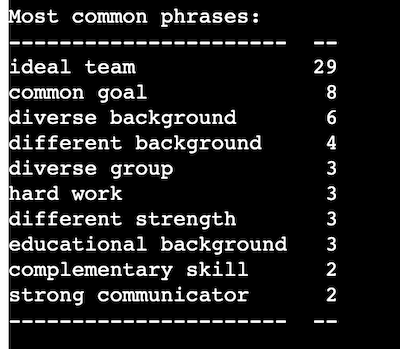 Most common phrases:
----------------------  --
ideal team              29
common goal              8
diverse background       6
different background     4
diverse group            3
hard work                3
different strength       3
educational background   3
complementary skill      2
strong communicator      2
----------------------  --